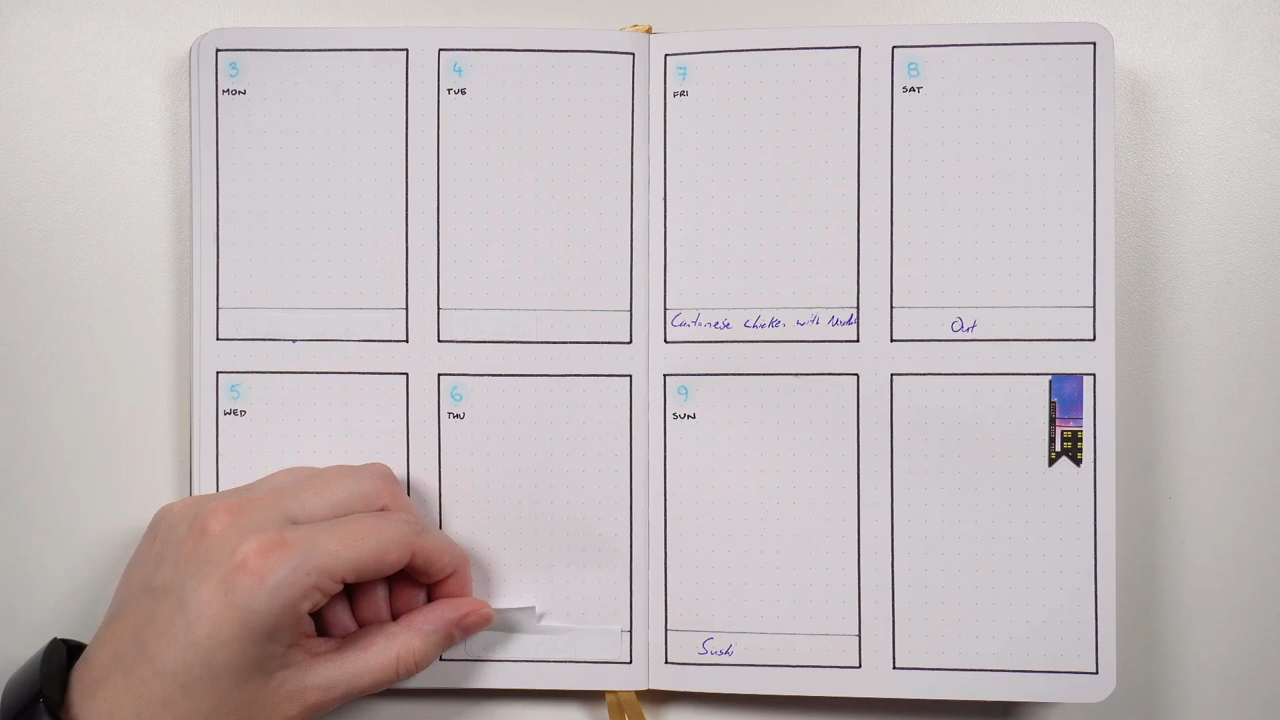 3
MON
4
TUE
7
FRI
Cantonese chicken with Noodles
8
SAT
Out
5
WED
6
THU
9
SUN
Sushi